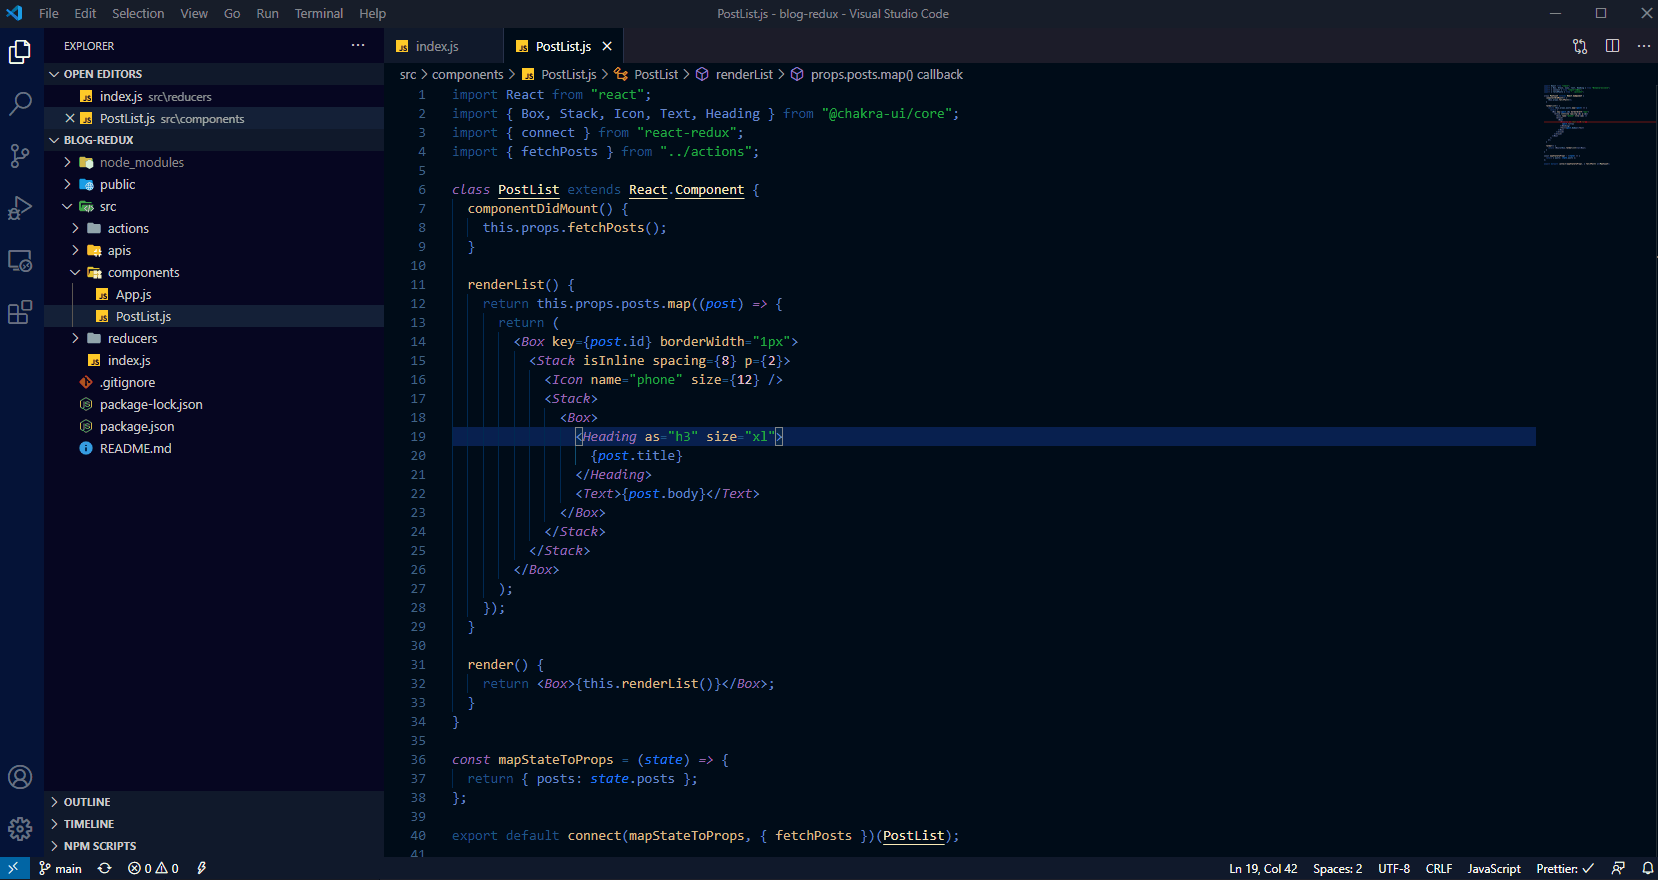 File Edit Selection View Go Run Terminal Help
PostList.js - blog-redux - Visual Studio Code
EXPLORER
OPEN EDITORS
index.js src\reducers
PostList.js src\components
BLOG-REDUX
node_modules
public
src
actions
apis
components
App.js
PostList.js
reducers
index.js
.gitignore
package-lock.json
package.json
README.md
OUTLINE
TIMELINE
NPM SCRIPTS
index.js PostList.js
src > components > PostList.js > PostList > renderList > props.posts.map() callback
1 import React from "react";
2 import { Box, Stack, Icon, Text, Heading } from "@chakra-ui/core";
3 import { connect } from "react-redux";
4 import { fetchPosts } from "../actions";
5
6 class PostList extends React.Component {
7 componentDidMount() {
8 this.props.fetchPosts();
9 }
10
11 renderList() {
12 return this.props.posts.map((post) => {
13 return (
14 <Box key={post.id} borderWidth="1px">
15 <Stack isInline spacing={8} p={2}>
16 <Icon name="phone" size={12} />
17 <Stack>
18 <Box>
19 <Heading as="h3" size="xl">
20 {post.title}
21 </Heading>
22 <Text>{post.body}</Text>
23 </Box>
24 </Stack>
25 </Stack>
26 </Box>
27 );
28 });
29 }
30
31 render() {
32 return <Box>{this.renderList()}</Box>;
33 }
34 }
35
36 const mapStateToProps = (state) => {
37 return { posts: state.posts };
38 };
39
40 export default connect(mapStateToProps, { fetchPosts })(PostList);
41
main 0 0 Ln 19, Col 42 Spaces: 2 UTF-8 CRLF JavaScript Prettier: ✓